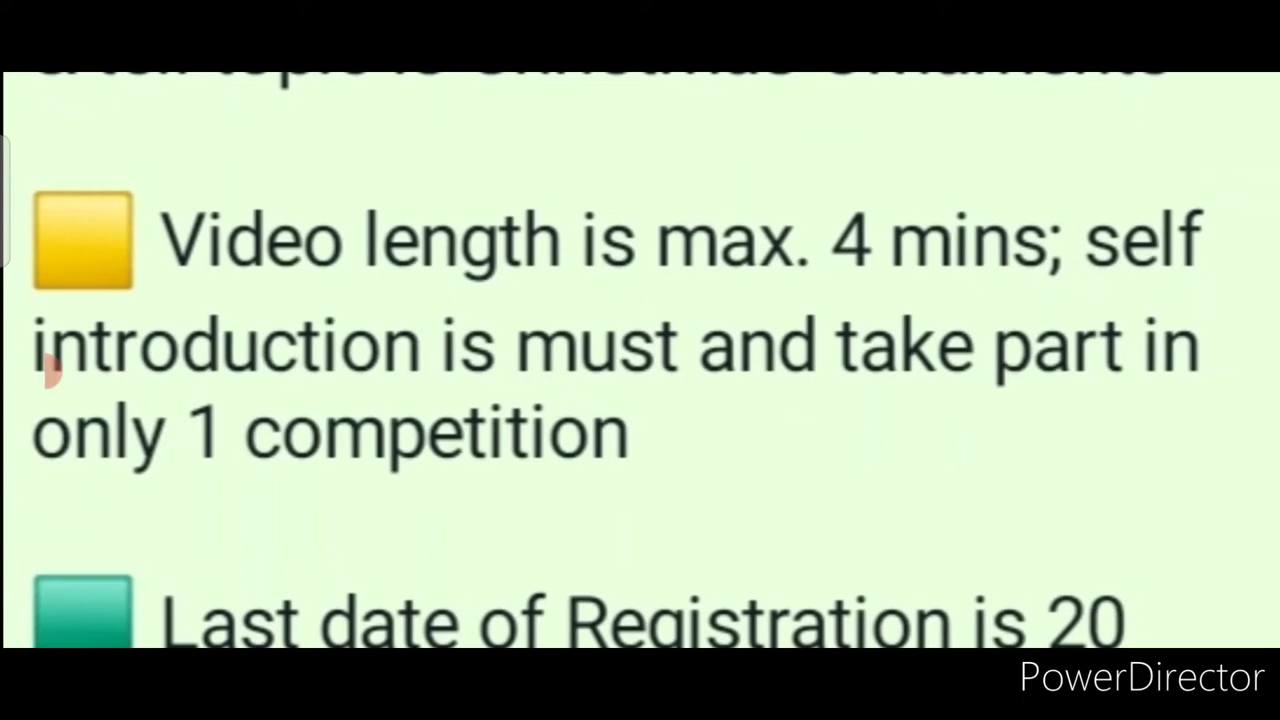 Video length is max. 4 mins; self
introduction is must and take part in
only 1 competition
Last date of Registration is 20
PowerDirector